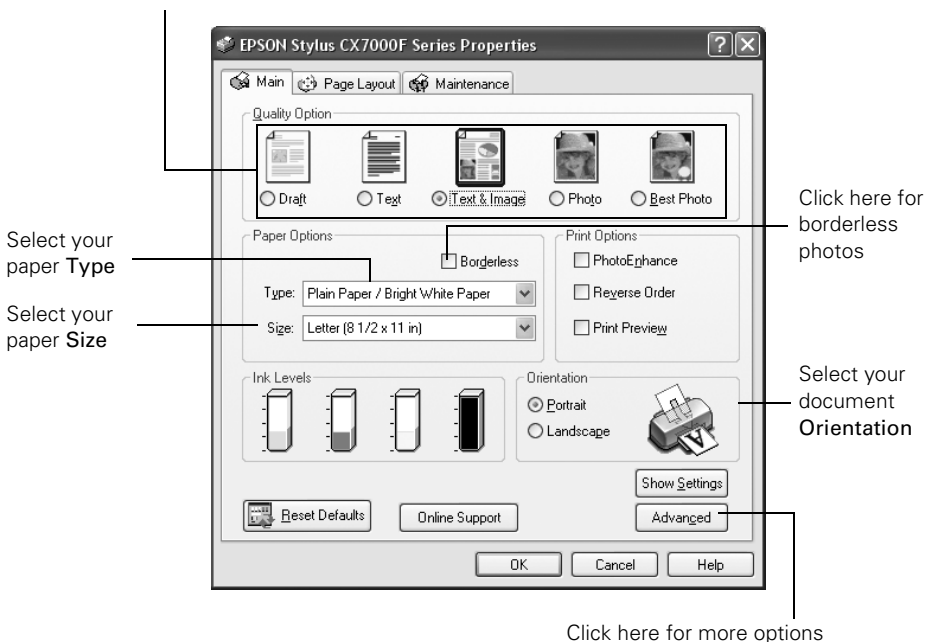 EPSON Stylus CX7000F Series Properties
Main
Page Layout
Maintenance
Quality Option
Draft
Text
Text & Image
Photo
Best Photo
Click here for
borderless
photos
Select your
paper Type
Select your
paper Size
Paper Options
Borderless
Type: Plain Paper / Bright White Paper
Size: Letter (8 1/2 x 11 in)
Print Options
PhotoEnhance
Reverse Order
Print Preview
Ink Levels
Orientation
Portrait
Landscape
A
Select your
document
Orientation
Show Settings
Reset Defaults
Online Support
Advanced
OK
Cancel
Help
Click here for more options